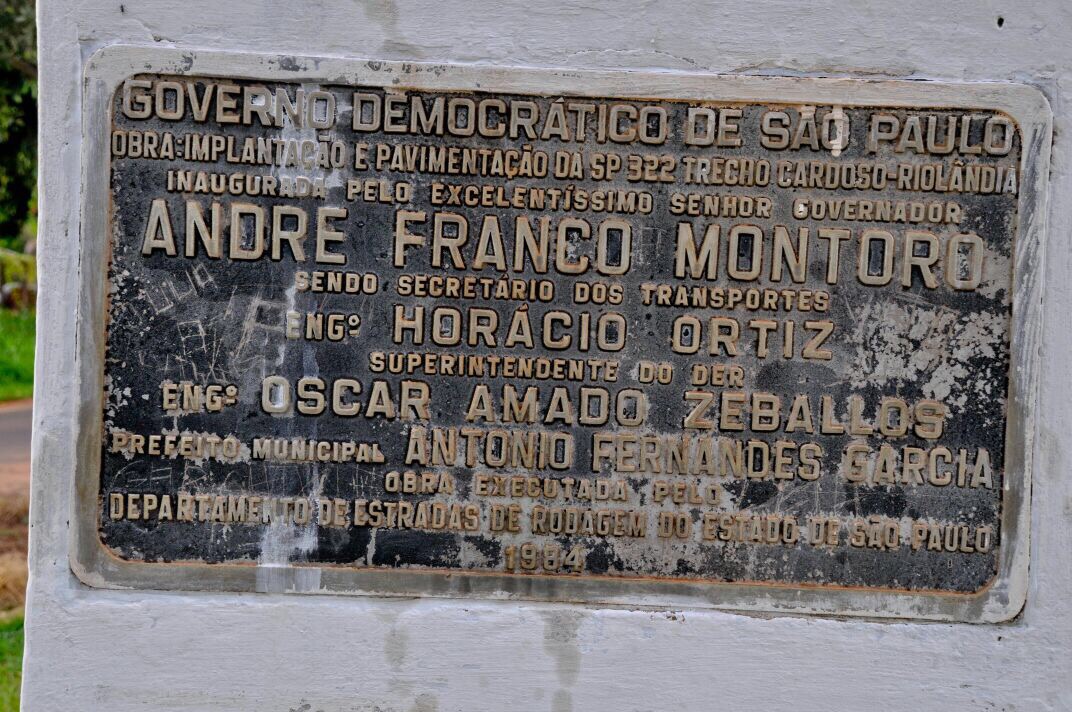 GOVERNO DEMOCRÁTICO DE SÃO PAULO
OBRA: IMPLANTAÇÃO E PAVIMENTAÇÃO DA SP 322 TRECHO CARDOSO-RIOLÂNDIA
INAUGURADA PELO EXCELENTÍSSIMO SENHOR GOVERNADOR
ANDRE FRANCO MONTORO
SENDO SECRETÁRIO DOS TRANSPORTES
ENGº HORÁCIO ORTIZ
SUPERINTENDENTE DO DER
ENGº OSCAR AMADO ZEBALLOS
PREFEITO MUNICIPAL ANTONIO FERNANDES GARCIA
OBRA EXECUTADA PELO
DEPARTAMENTO DE ESTRADAS DE RODAGEM DO ESTADO DE SÃO PAULO
1984